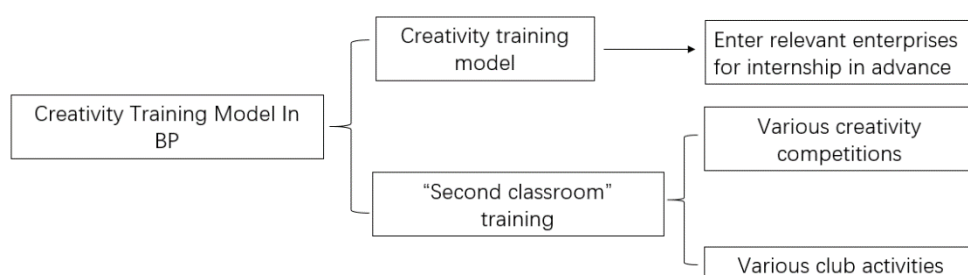 Creativity training
model
Enter relevant enterprises
for internship in advance
Creativity Training Model In
BP
Various creativity
competitions
“Second classroom”
training
Various club activities